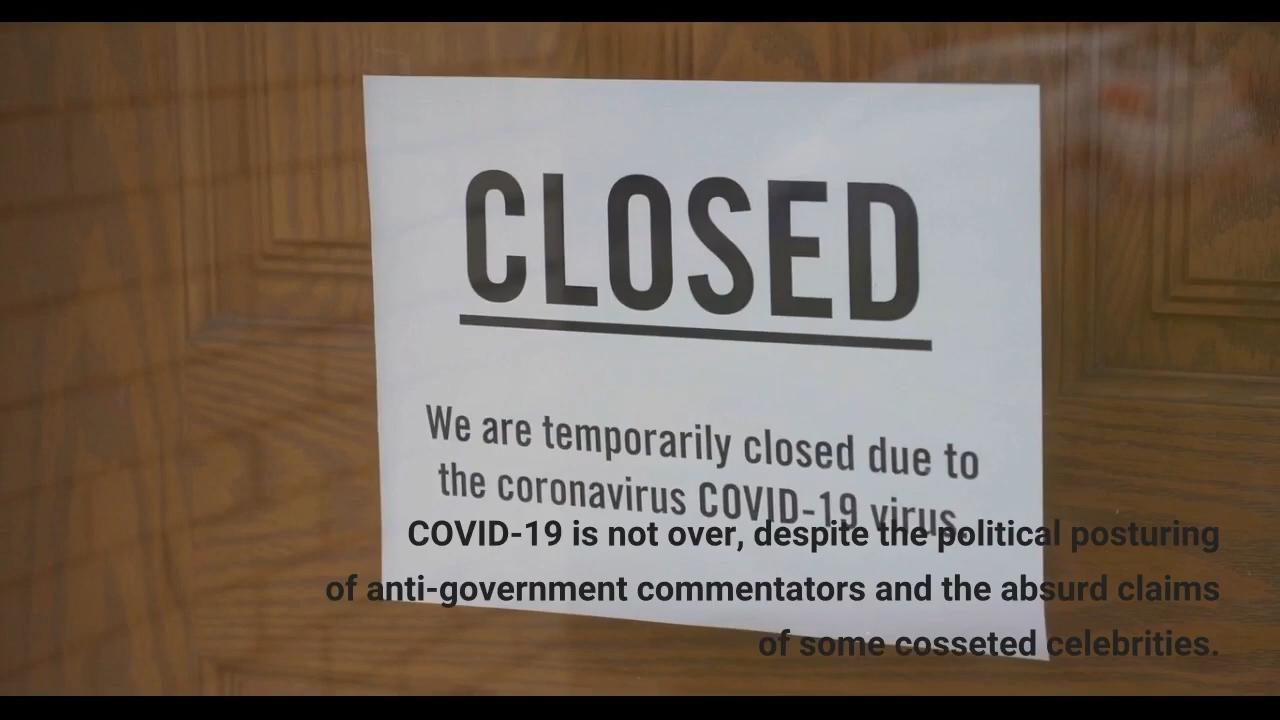 CLOSED
We are temporarily closed due to
the coronavirus COVID-19 virus.
COVID-19 is not over, despite the political posturing
of anti-government commentators and the absurd claims
of some cosseted celebrities.